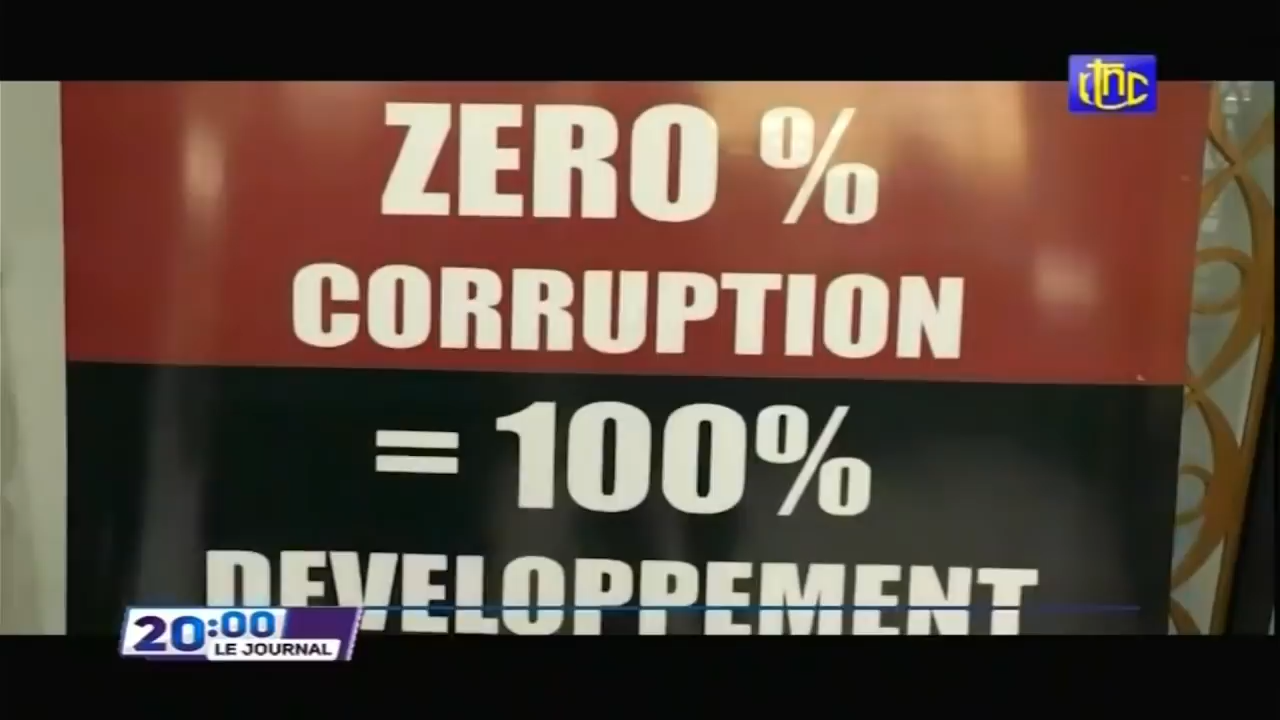 rtnc
ZERO %
CORRUPTION
= 100%
DEVELOPPEMENT
20:00
LE JOURNAL